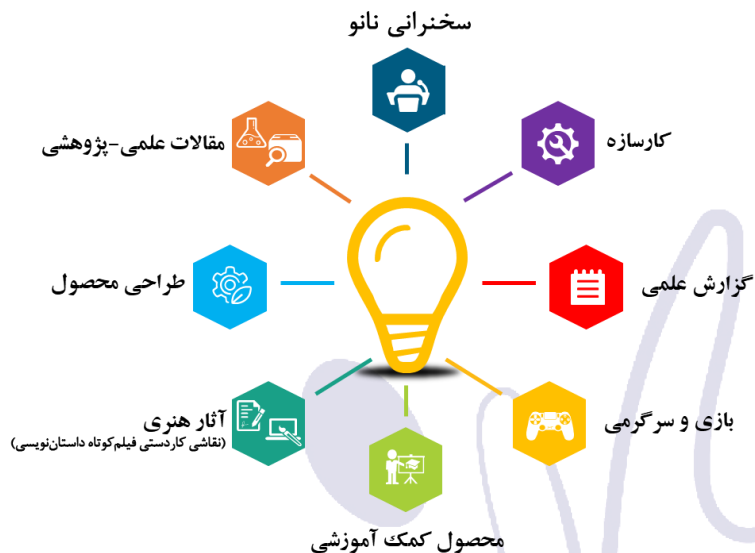 سخنرانی نانو
کارسازه
مقالات علمی-پژوهشی
گزارش علمی
طراحی محصول
بازی و سرگرمی
آثار هنری
(نقاشی کاردستی فیلم‌کوتاه داستان‌نویسی)
محصول کمک آموزشی